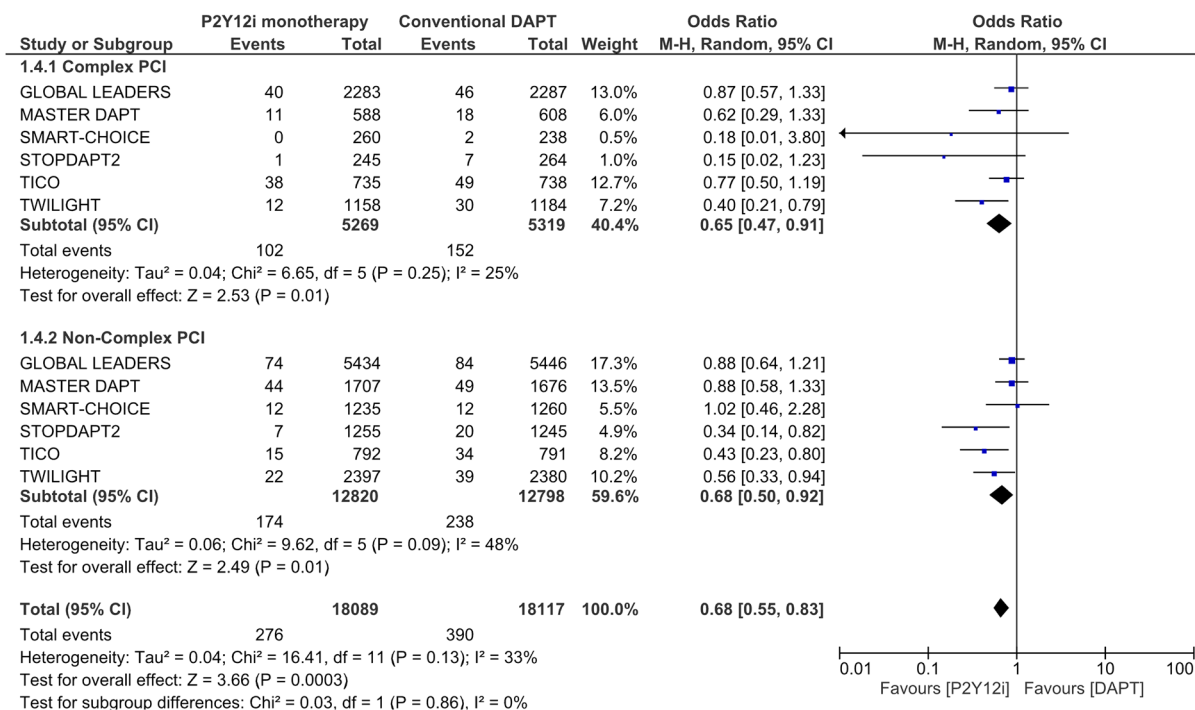 P2Y12i monotherapy Conventional DAPT Odds Ratio Odds Ratio
Study or Subgroup Events Total Events Total Weight M-H, Random, 95% CI M-H, Random, 95% CI
1.4.1 Complex PCI
GLOBAL LEADERS 40 2283 46 2287 13.0% 0.87 [0.57, 1.33]
MASTER DAPT 11 588 18 608 6.0% 0.62 [0.29, 1.33]
SMART-CHOICE 0 260 2 238 0.5% 0.18 [0.01, 3.80]
STOPDAPT2 1 245 7 264 1.0% 0.15 [0.02, 1.23]
TICO 38 735 49 738 12.7% 0.77 [0.50, 1.19]
TWILIGHT 12 1158 30 1184 7.2% 0.40 [0.21, 0.79]
Subtotal (95% CI) 5269 5319 40.4% 0.65 [0.47, 0.91]
Total events 102 152
Heterogeneity: Tau² = 0.04; Chi² = 6.65, df = 5 (P = 0.25); I² = 25%
Test for overall effect: Z = 2.53 (P = 0.01)
1.4.2 Non-Complex PCI
GLOBAL LEADERS 74 5434 84 5446 17.3% 0.88 [0.64, 1.21]
MASTER DAPT 44 1707 49 1676 13.5% 0.88 [0.58, 1.33]
SMART-CHOICE 12 1235 12 1260 5.5% 1.02 [0.46, 2.28]
STOPDAPT2 7 1255 20 1245 4.9% 0.34 [0.14, 0.82]
TICO 15 792 34 791 8.2% 0.43 [0.23, 0.80]
TWILIGHT 22 2397 39 2380 10.2% 0.56 [0.33, 0.94]
Subtotal (95% CI) 12820 12798 59.6% 0.68 [0.50, 0.92]
Total events 174 238
Heterogeneity: Tau² = 0.06; Chi² = 9.62, df = 5 (P = 0.09); I² = 48%
Test for overall effect: Z = 2.49 (P = 0.01)
Total (95% CI) 18089 18117 100.0% 0.68 [0.55, 0.83]
Total events 276 390
Heterogeneity: Tau² = 0.04; Chi² = 16.41, df = 11 (P = 0.13); I² = 33%
Test for overall effect: Z = 3.66 (P = 0.0003)
Test for subgroup differences: Chi² = 0.03, df = 1 (P = 0.86), I² = 0%
0.01 0.1 1 10 100
Favours [P2Y12i] Favours [DAPT]